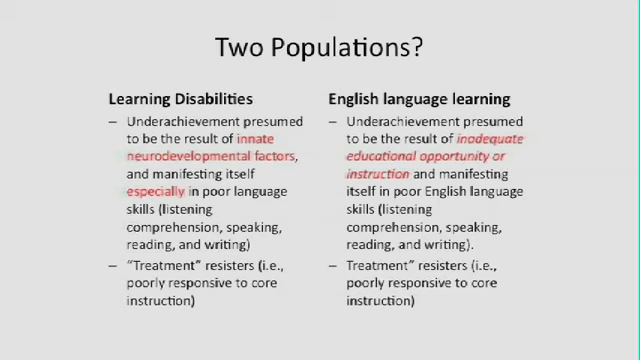 Two Populations?
Learning Disabilities
– Underachievement presumed
to be the result of innate
neurodevelopmental factors,
and manifesting itself
especially in poor language
skills (listening
comprehension, speaking,
reading, and writing)
– “Treatment” resisters (i.e.,
poorly responsive to core
instruction)
English language learning
– Underachievement presumed
to be the result of inadequate
educational opportunity or
instruction and manifesting
itself in poor English language
skills (listening
comprehension, speaking,
reading, and writing).
– Treatment” resisters (i.e.,
poorly responsive to core
instruction)